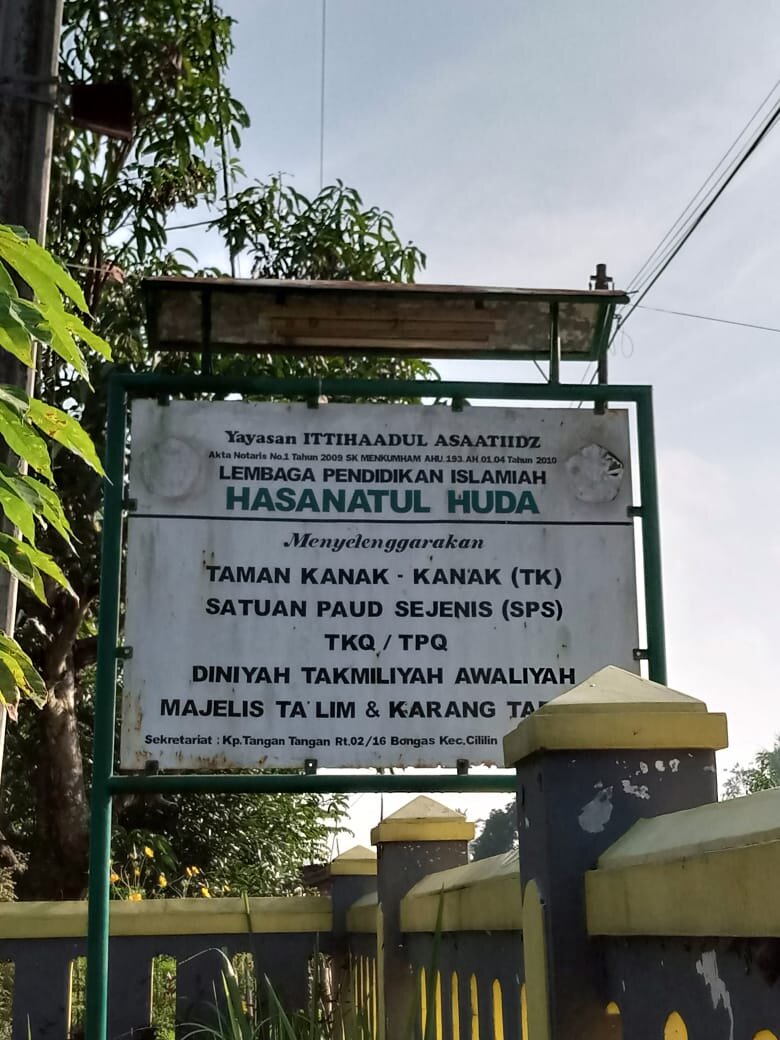 Yayasan ITTIHAADUL ASAATIIDZ
Akta Notaris No.1 Tahun 2009 SK MENKUMHAM AHU.193.AH.01.04 Tahun 2010
LEMBAGA PENDIDIKAN ISLAMIAH
HASANATUL HUDA
Menyelenggarakan
TAMAN KANAK - KANAK (TK)
SATUAN PAUD SEJENIS (SPS)
TKQ / TPQ
DINIYAH TAKMILIYAH AWALIYAH
MAJELIS TA'LIM & KARANG
Sekretariat : Kp.Tangan Tangan Rt.02/16 Bongas Kec.Cililin